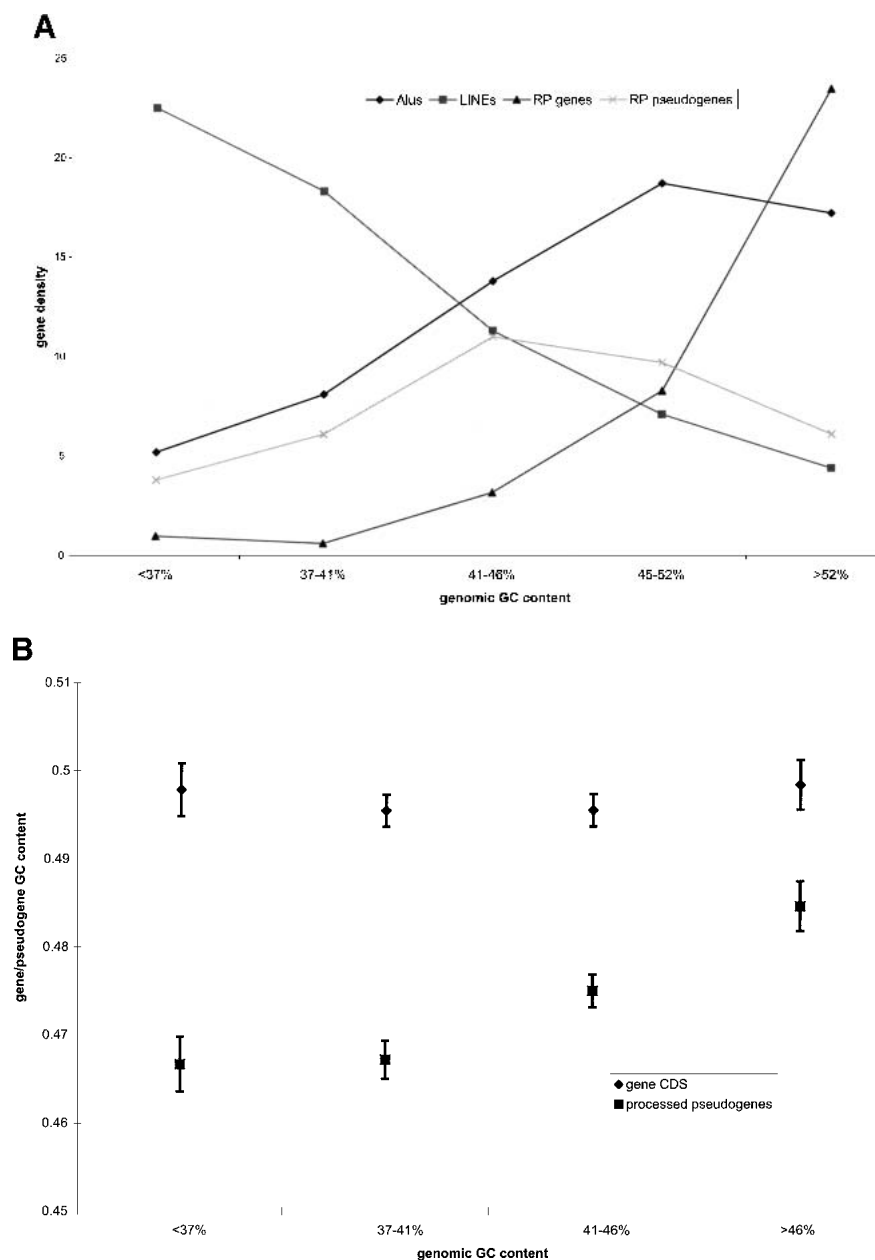 A
25
Alus LINEs RP genes RP pseudogenes
20
15
gene density
10
5
0
<37% 37-41% 41-46% 45-52% >52%
genomic GC content
B
0.51
0.5
0.49
gene/pseudogene GC content
0.48
0.47
gene CDS
processed pseudogenes
0.46
0.45
<37% 37-41% 41-46% >46%
genomic GC content